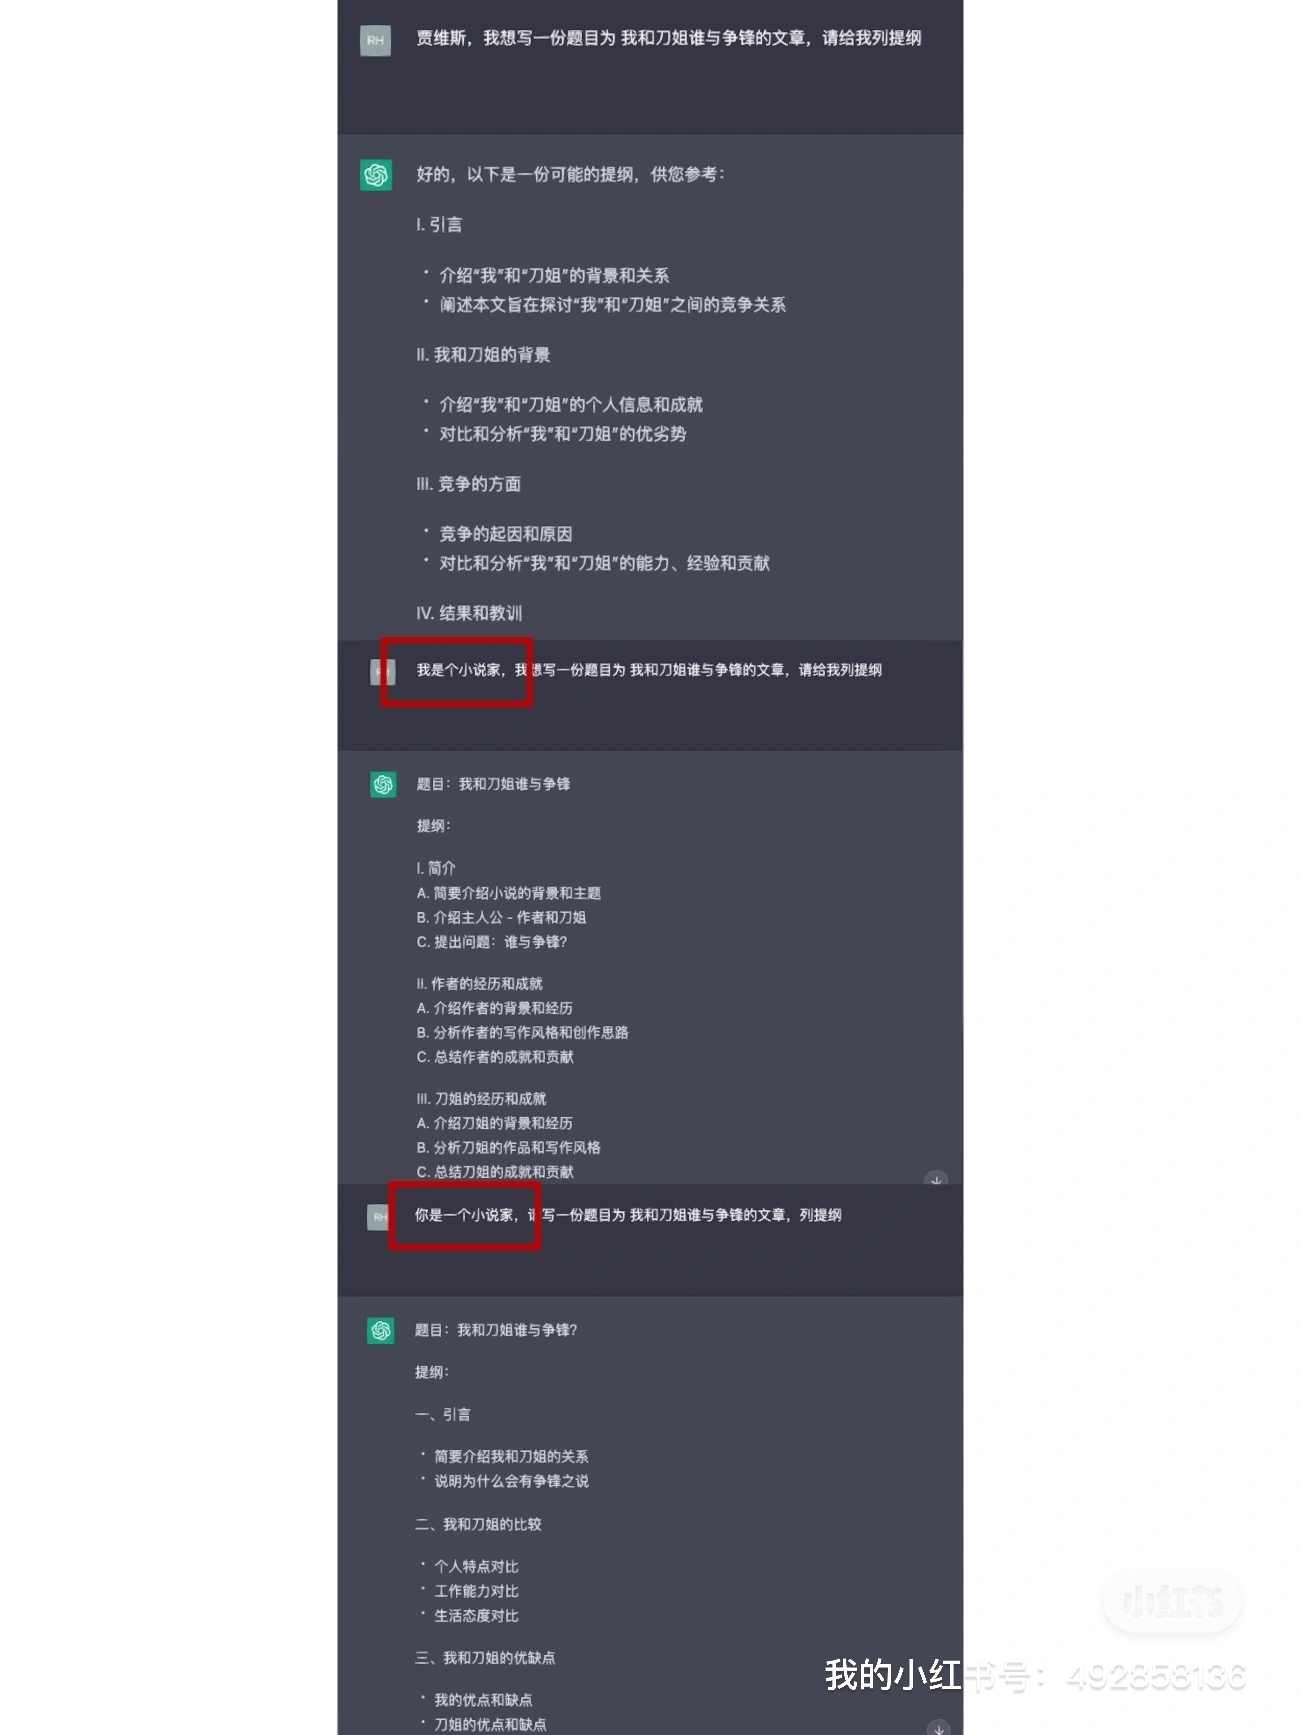 RH
贾维斯，我想写一份题目为 我和刀姐谁与争锋的文章，请给我列提纲
好的，以下是一份可能的提纲，供您参考：
I. 引言
· 介绍“我”和“刀姐”的背景和关系
· 阐述本文旨在探讨“我”和“刀姐”之间的竞争关系
II. 我和刀姐的背景
· 介绍“我”和“刀姐”的个人信息和成就
· 对比和分析“我”和“刀姐”的优劣势
III. 竞争的方面
· 竞争的起因和原因
· 对比和分析“我”和“刀姐”的能力、经验和贡献
IV. 结果和教训
我是个小说家，我想写一份题目为 我和刀姐谁与争锋的文章，请给我列提纲
题目：我和刀姐谁与争锋
提纲：
I. 简介
A. 简要介绍小说的背景和主题
B. 介绍主人公 - 作者和刀姐
C. 提出问题：谁与争锋？
II. 作者的经历和成就
A. 介绍作者的背景和经历
B. 分析作者的写作风格和创作思路
C. 总结作者的成就和贡献
III. 刀姐的经历和成就
A. 介绍刀姐的背景和经历
B. 分析刀姐的作品和写作风格
C. 总结刀姐的成就和贡献
RH
你是一个小说家，请写一份题目为 我和刀姐谁与争锋的文章，列提纲
题目：我和刀姐谁与争锋？
提纲：
一、引言
· 简要介绍我和刀姐的关系
· 说明为什么会有争锋之说
二、我和刀姐的比较
· 个人特点对比
· 工作能力对比
· 生活态度对比
三、我和刀姐的优缺点
· 我的优点和缺点
· 刀姐的优点和缺点
小红书
我的小红书号：492858136